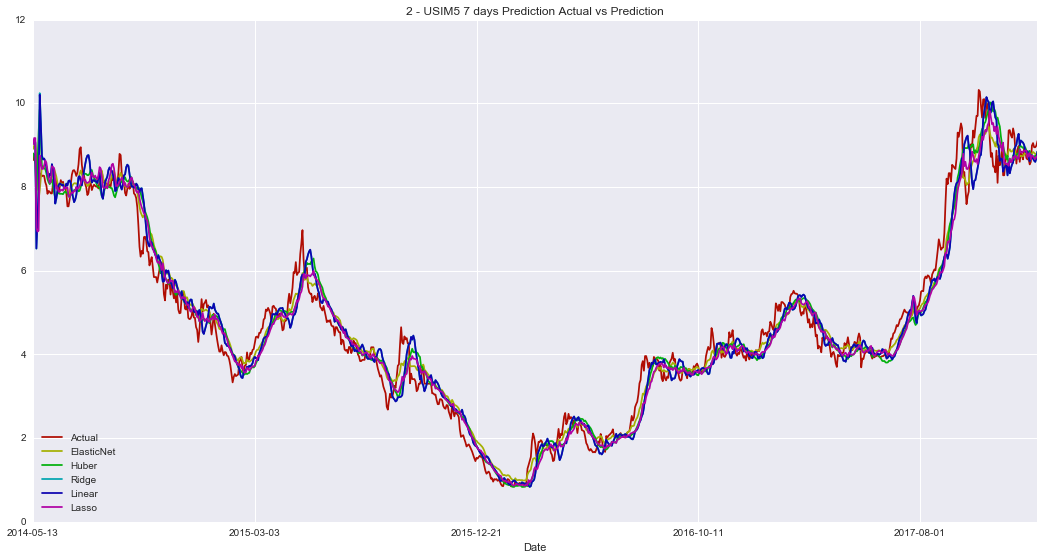 2 - USIM5 7 days Prediction Actual vs Prediction
12
10
8
6
4
2
0
Actual
ElasticNet
Huber
Ridge
Linear
Lasso
2014-05-13
2015-03-03
2015-12-21
2016-10-11
2017-08-01
Date